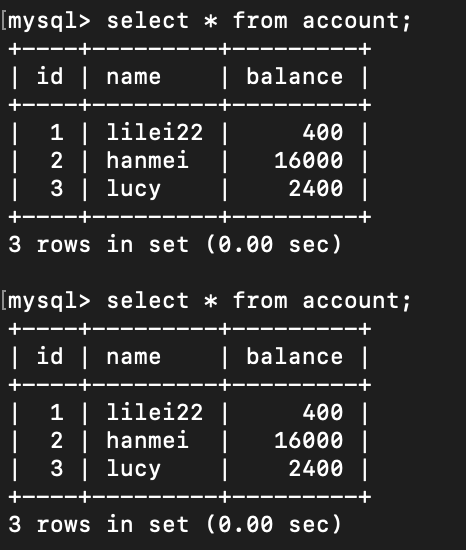 [mysql> select * from account;
+----+---------+---------+
| id | name    | balance |
+----+---------+---------+
|  1 | lilei22 |     400 |
|  2 | hanmei  |   16000 |
|  3 | lucy    |    2400 |
+----+---------+---------+
3 rows in set (0.00 sec)
[mysql> select * from account;
+----+---------+---------+
| id | name    | balance |
+----+---------+---------+
|  1 | lilei22 |     400 |
|  2 | hanmei  |   16000 |
|  3 | lucy    |    2400 |
+----+---------+---------+
3 rows in set (0.00 sec)